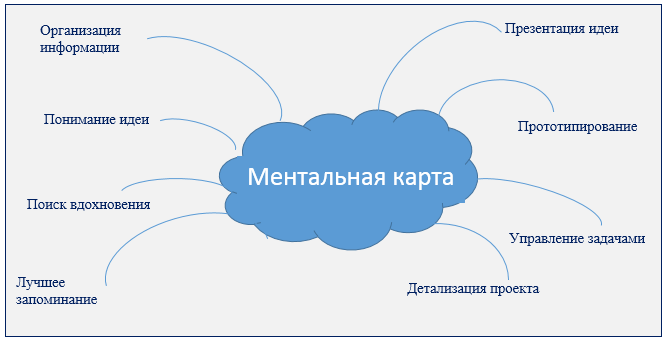 Организация
информации
Понимание идеи
Поиск вдохновения
Лучшее
запоминание
Ментальная карта
Презентация идеи
Прототипирование
Управление задачами
Детализация проекта